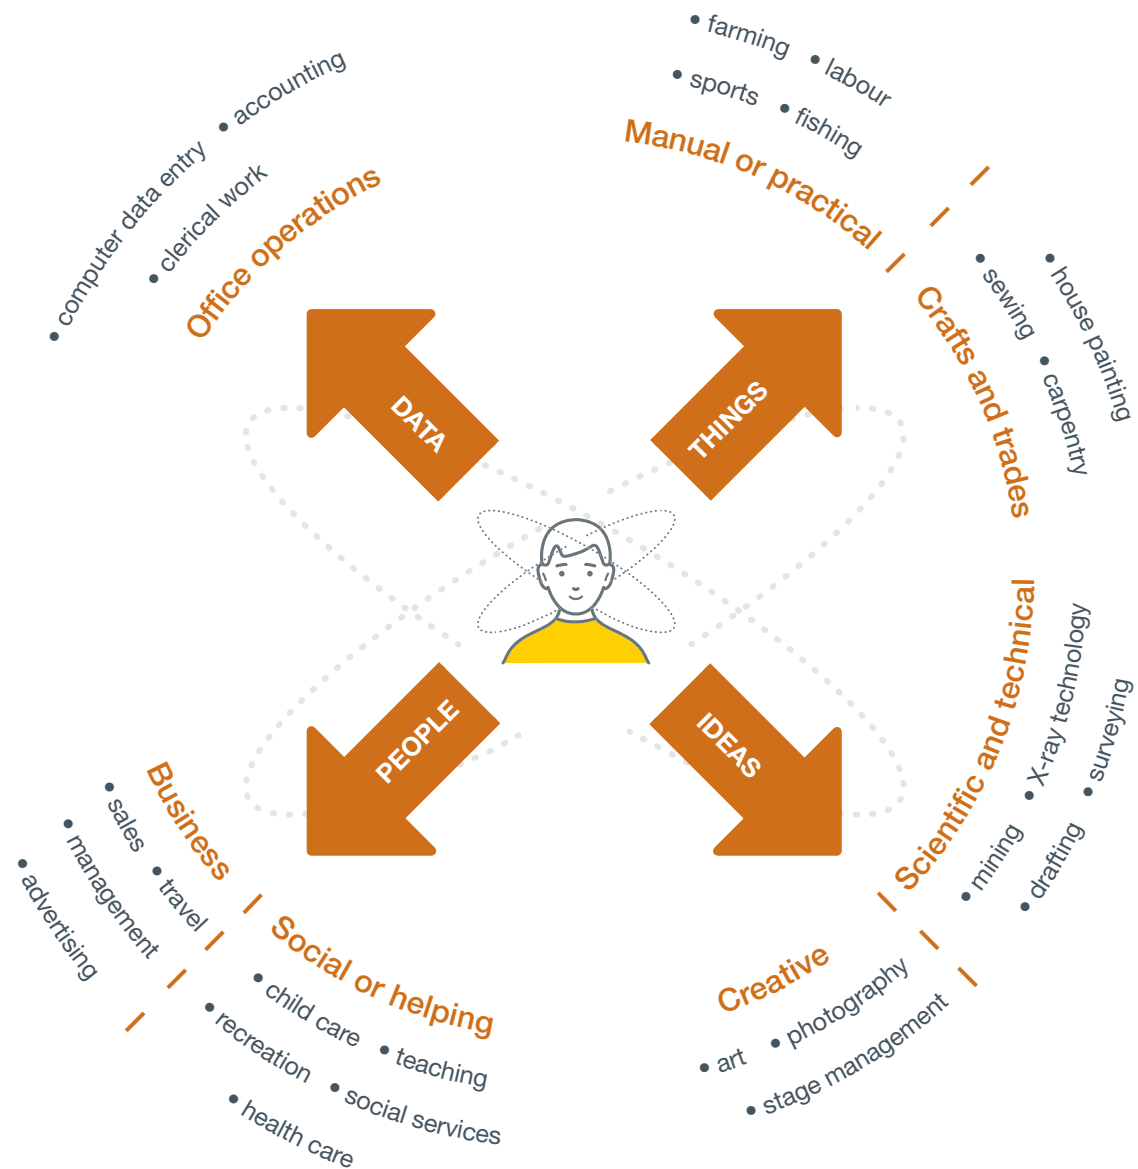 • accounting
• computer data entry
• clerical work
Office operations
DATA
• farming
• labour
• sports
• fishing
Manual or practical
THINGS
• house painting
• sewing
• carpentry
Crafts and trades
PEOPLE
Business
• sales
• travel
• management
• advertising
Social or helping
• child care
• teaching
• recreation
• social services
• health care
IDEAS
Scientific and technical
• X-ray technology
• surveying
• mining
• drafting
Creative
• photography
• art
• stage management